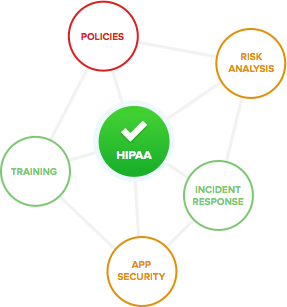 POLICIES
RISK
ANALYSIS
HIPAA
TRAINING
INCIDENT
RESPONSE
APP
SECURITY